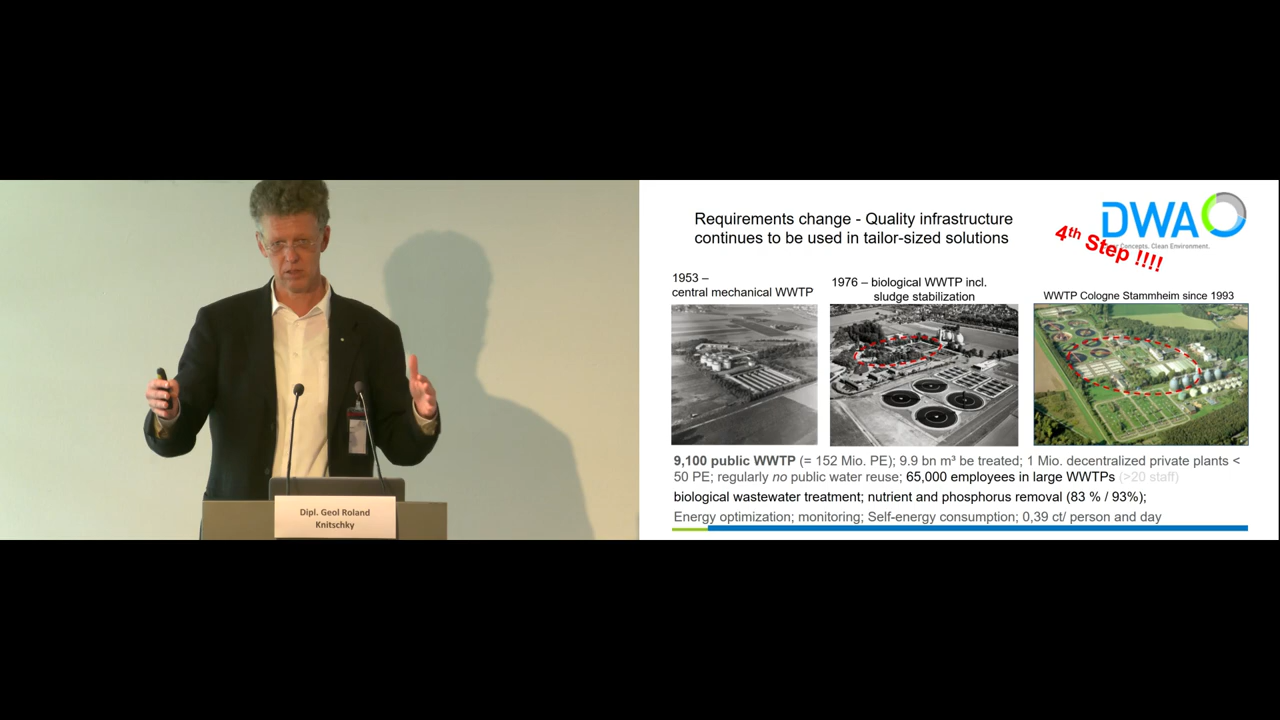 Dipl. Geol Roland
Knitschky
Requirements change - Quality infrastructure
continues to be used in tailor-sized solutions
DWA
Concepts. Clean Environment.
4th Step !!!!
1953 –
central mechanical WWTP
1976 – biological WWTP incl.
sludge stabilization
WWTP Cologne Stammheim since 1993
9,100 public WWTP (= 152 Mio. PE); 9.9 bn m³ be treated; 1 Mio. decentralized private plants <
50 PE; regularly no public water reuse; 65,000 employees in large WWTPs (>20 staff)
biological wastewater treatment; nutrient and phosphorus removal (83 % / 93%);
Energy optimization; monitoring; Self-energy consumption; 0,39 ct/ person and day